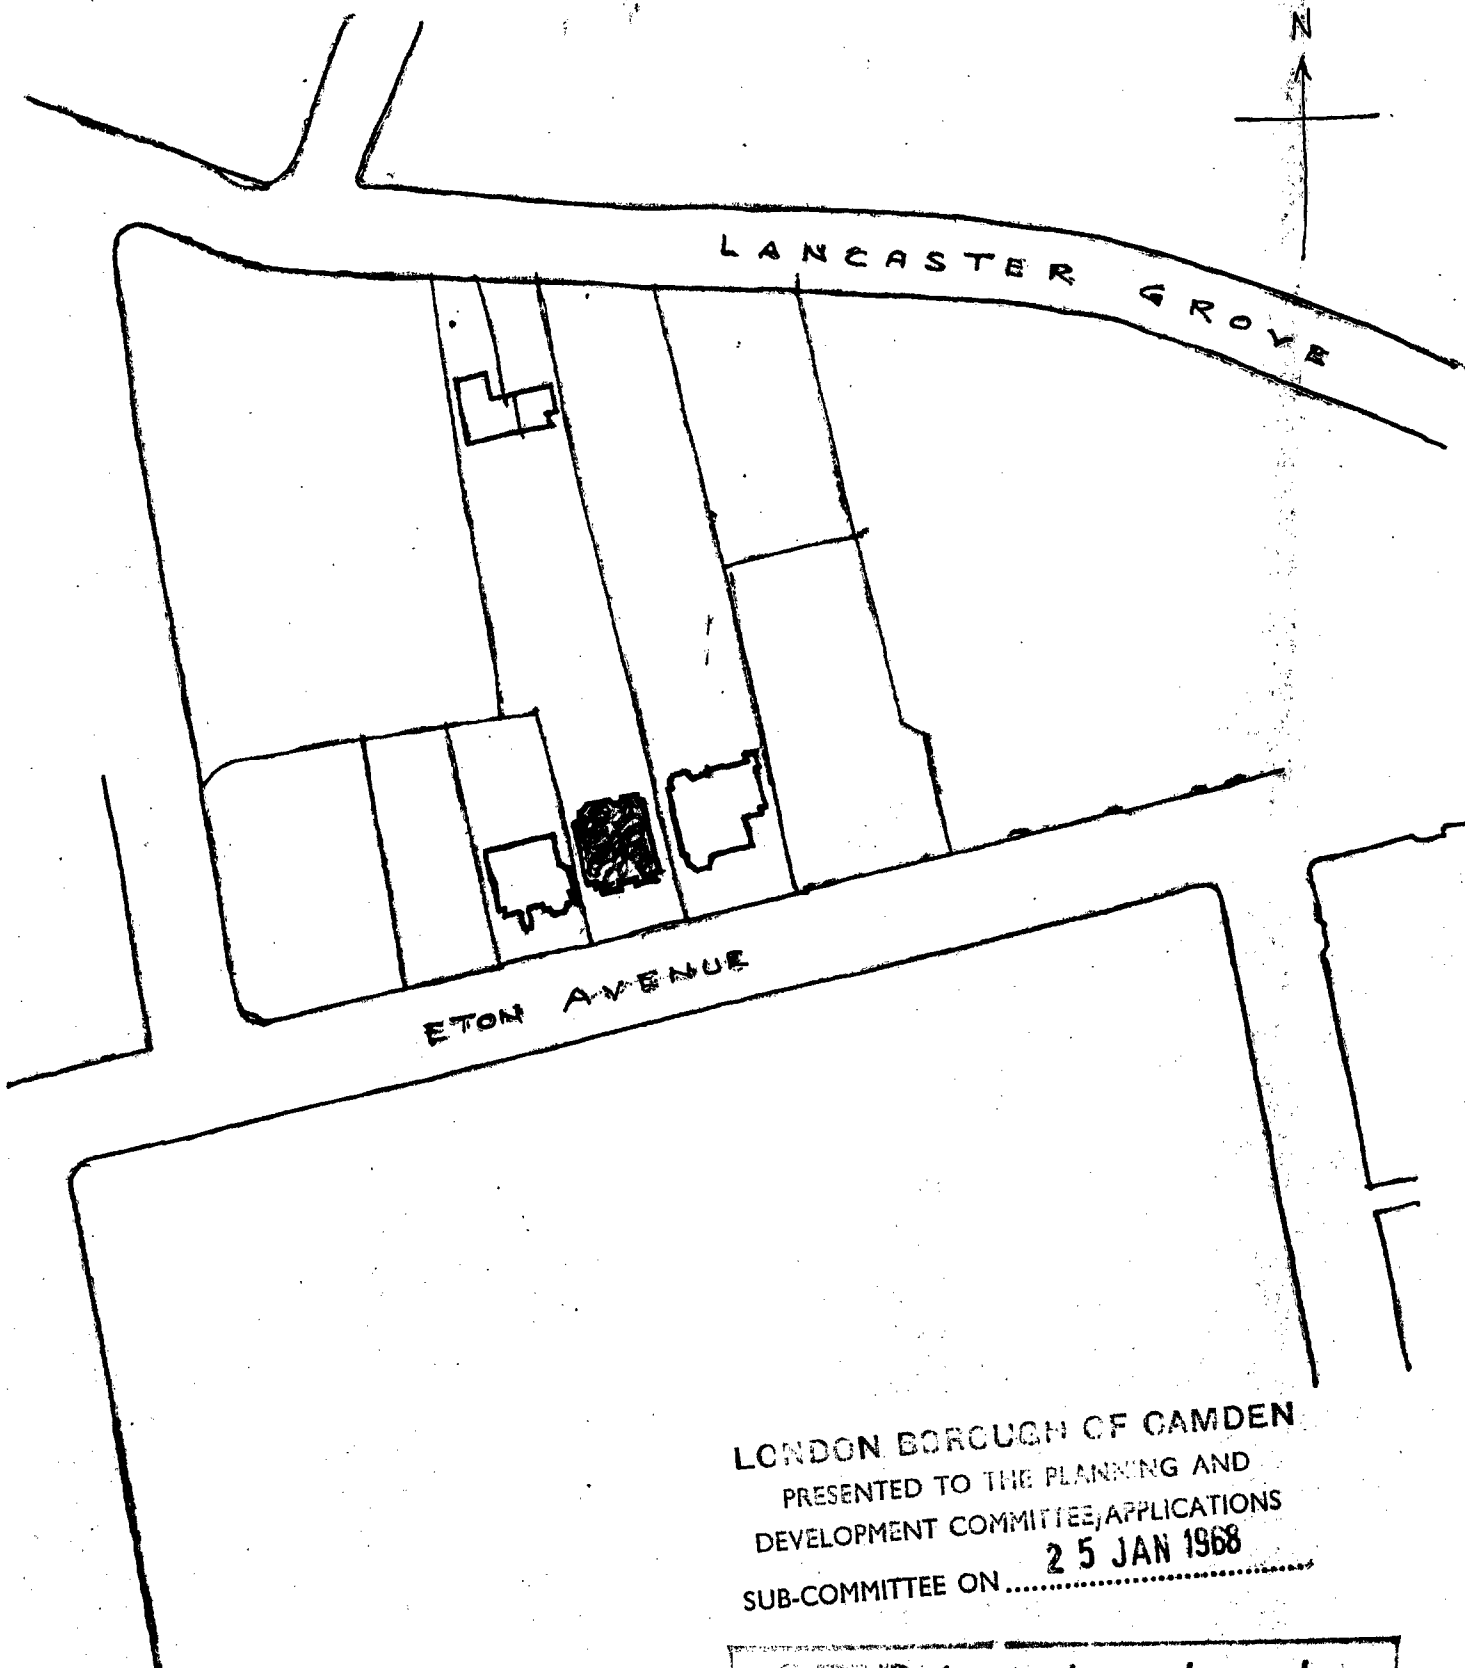 N
LANCASTER GROVE
ETON AVENUE
LONDON BOROUGH OF CAMDEN
PRESENTED TO THE PLANNING AND
DEVELOPMENT COMMITTEE/APPLICATIONS
25 JAN 1968
SUB-COMMITTEE ON